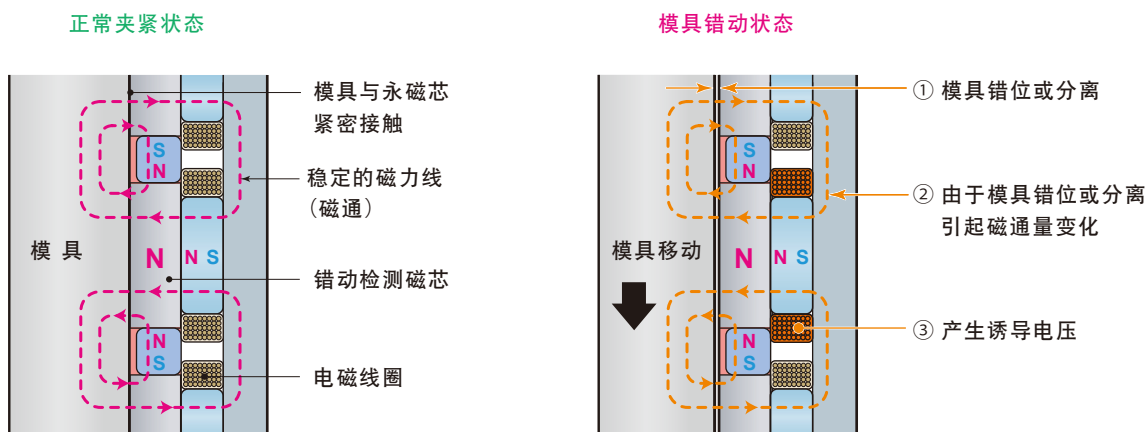 正常夹紧状态
模具与永磁芯
紧密接触
S
N
稳定的磁力线
（磁通）
模 具
N
N S
错动检测磁芯
N
S
电磁线圈
模具错动状态
① 模具错位或分离
S
N
② 由于模具错位或分离
引起磁通量变化
模具移动
N
N S
N
S
③ 产生诱导电压